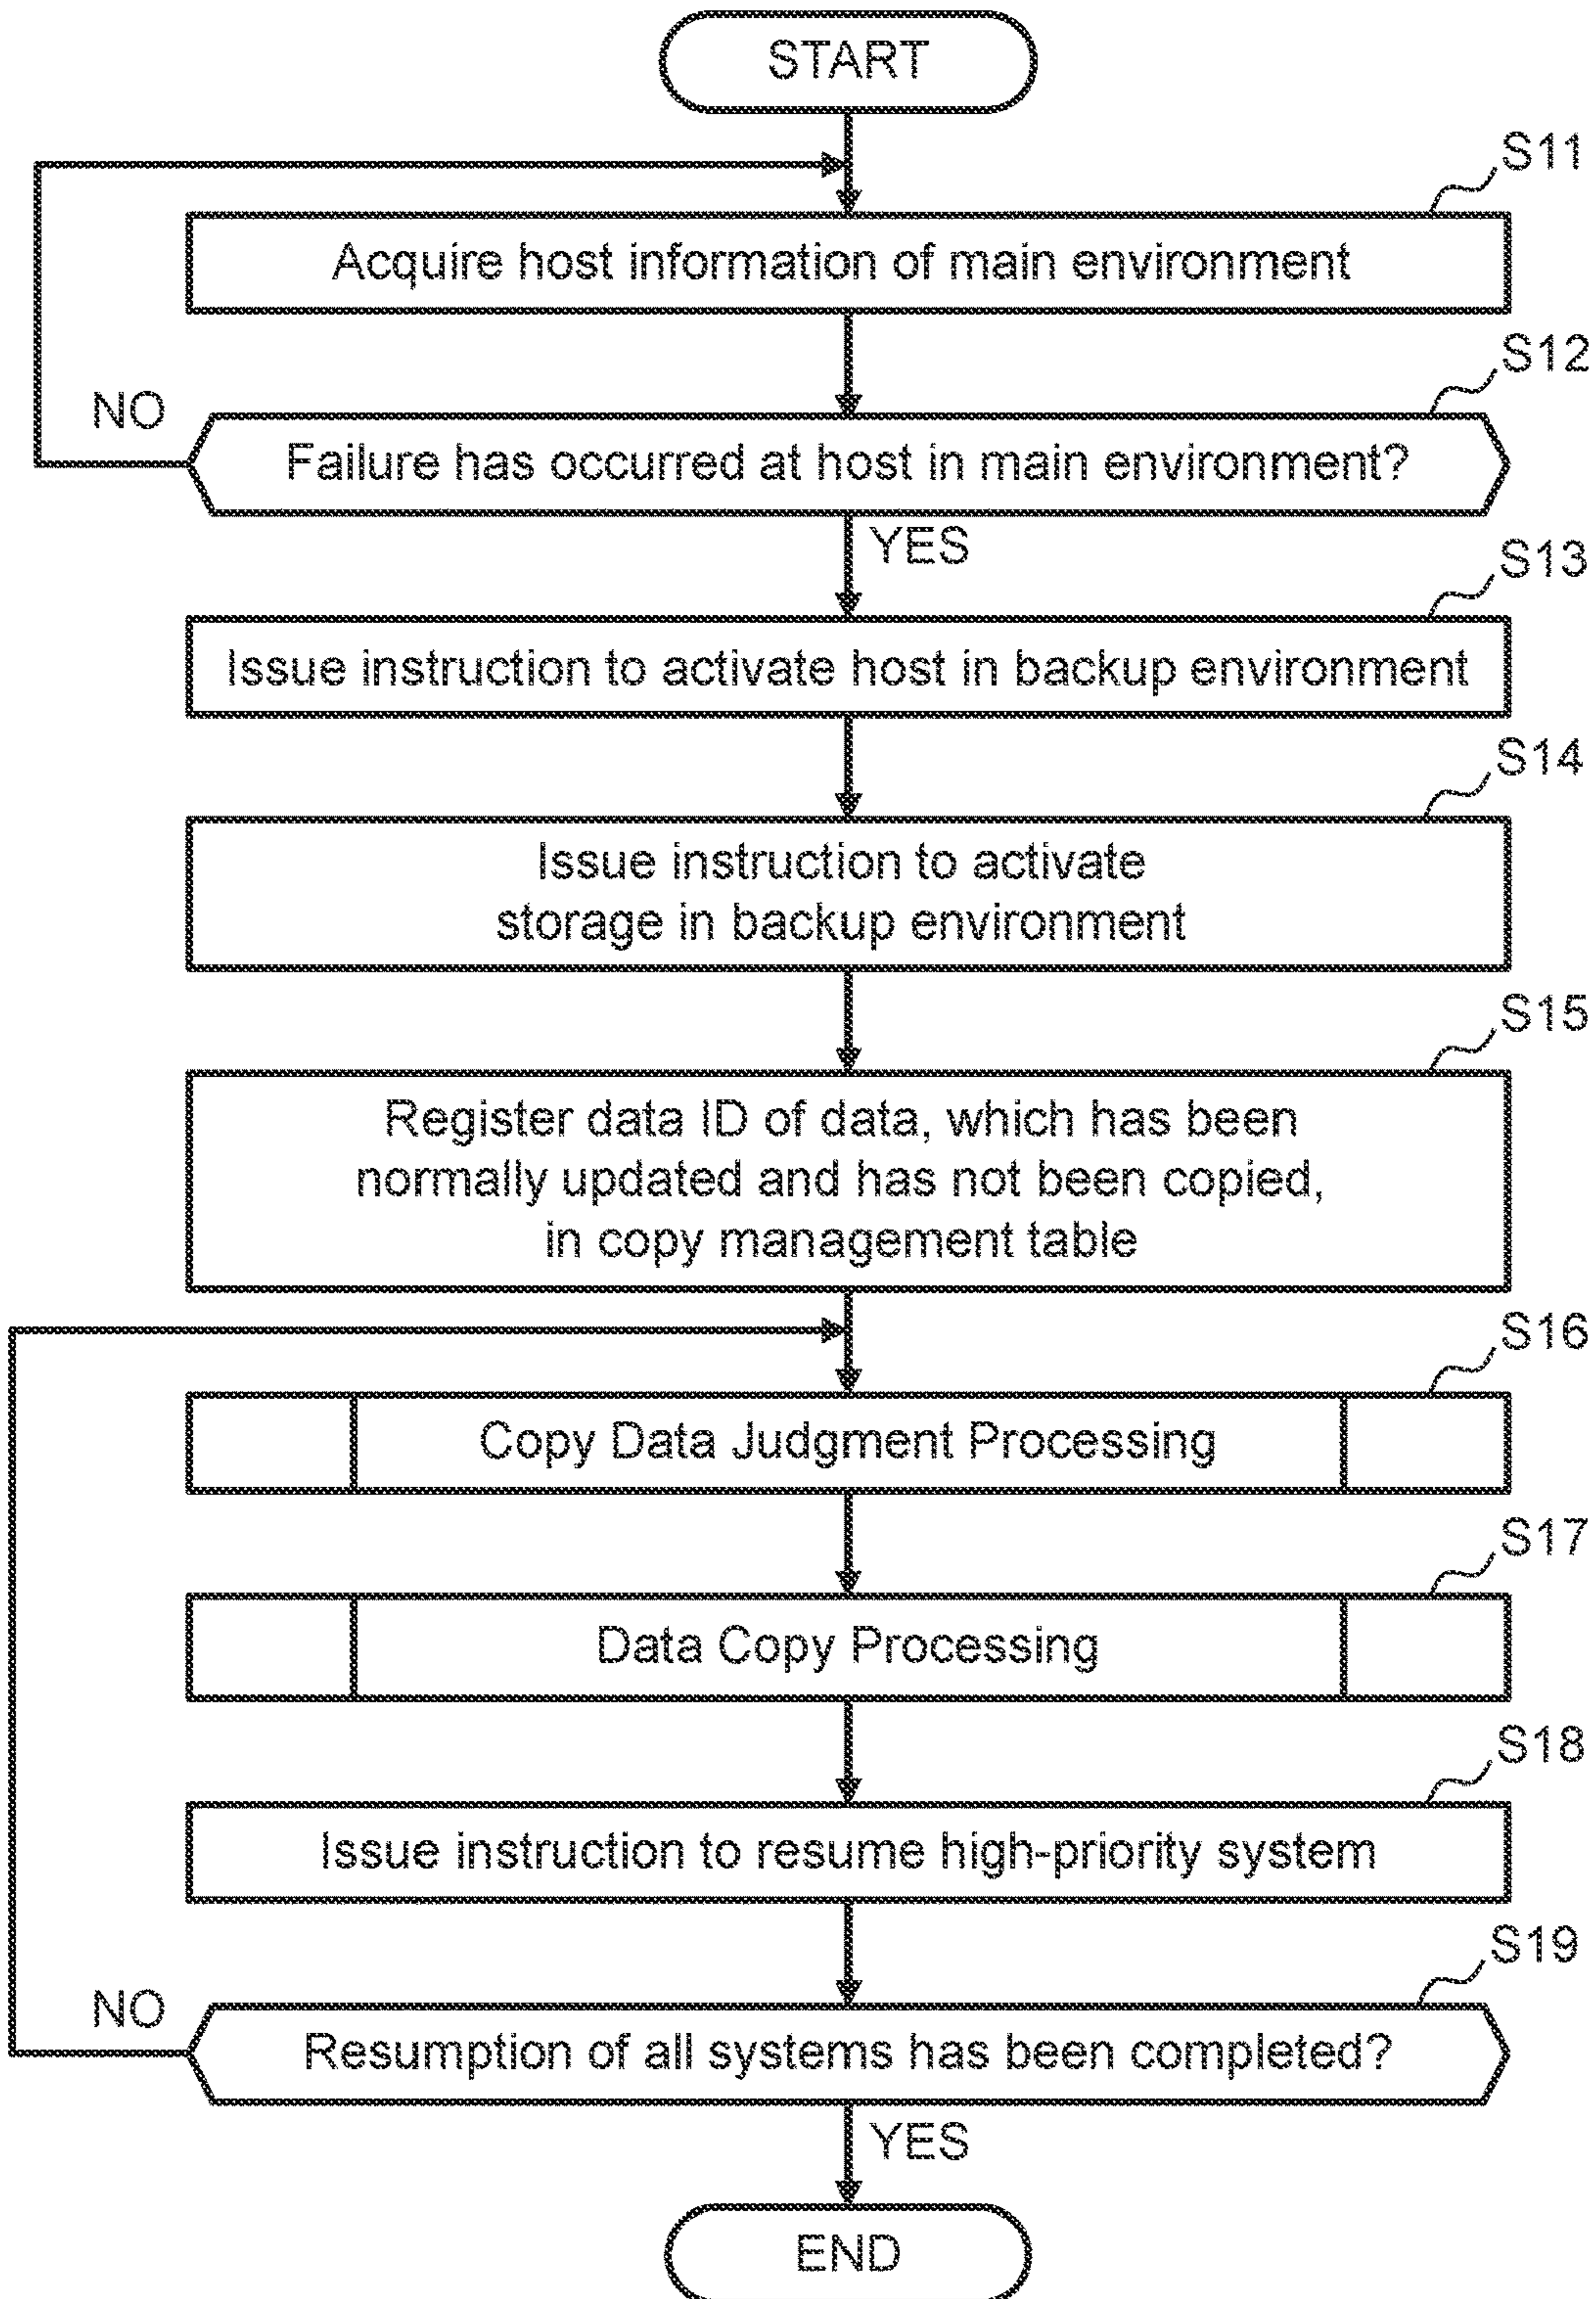 START
S11
Acquire host information of main environment
S12
NO
Failure has occurred at host in main environment?
YES
S13
Issue instruction to activate host in backup environment
S14
Issue instruction to activate
storage in backup environment
S15
Register data ID of data, which has been
normally updated and has not been copied,
in copy management table
S16
Copy Data Judgment Processing
S17
Data Copy Processing
S18
Issue instruction to resume high-priority system
S19
NO
Resumption of all systems has been completed?
YES
END